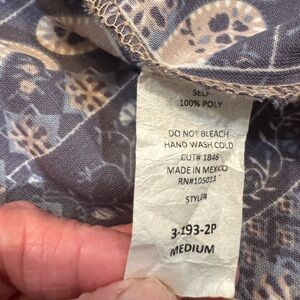 SELF
100% POLY
DO NOT BLEACH
HAND WASH COLD
CUT# 1846
MADE IN MEXICO
RN#105013
STYLE#
3-193-2P
MEDIUM